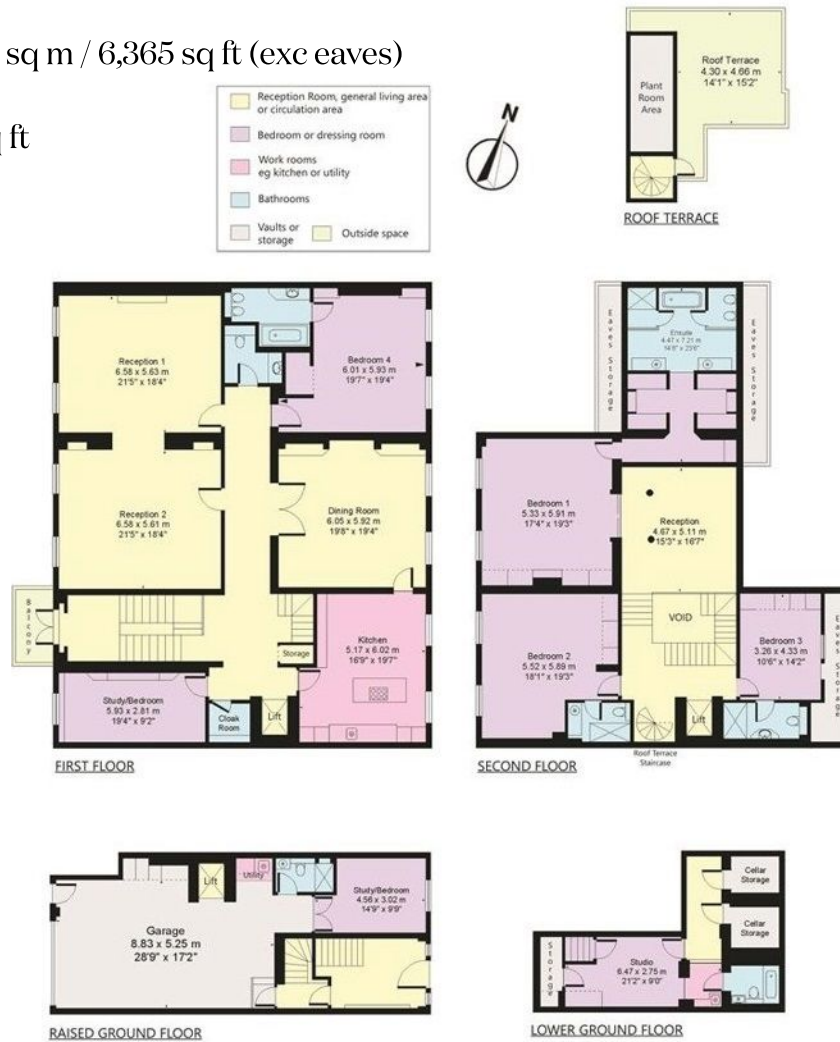 sq m / 6,365 sq ft (exc eaves)
ft
Reception Room, general living area
or circulation area
Bedroom or dressing room
Work rooms
eg kitchen or utility
Bathrooms
Vaults or
storage
Outside space
N
Roof Terrace
4.30 x 4.66 m
14'1" x 15'2"
Plant
Room
Area
ROOF TERRACE
Reception 1
6.58 x 5.63 m
21'5" x 18'4"
Bedroom 4
6.01 x 5.93 m
19'7" x 19'4"
Reception 2
6.58 x 5.61 m
21'5" x 18'4"
Dining Room
6.05 x 5.92 m
19'8" x 19'4"
Balcony
Storage
Kitchen
5.17 x 6.02 m
16'9" x 19'7"
Study/Bedroom
5.93 x 2.81 m
19'4" x 9'2"
Cloak
Room
Lift
FIRST FLOOR
Eaves Storage
Ensuite
4.47 x 7.21 m
Eaves Storage
Bedroom 1
5.33 x 5.91 m
17'4" x 19'3"
Reception
4.67 x 5.11 m
15'3" x 16'7"
VOID
Bedroom 2
5.52 x 5.89 m
18'1" x 19'3"
Bedroom 3
3.26 x 4.33 m
10'6" x 14'2"
Eaves Storage
Lift
Roof Terrace
Staircase
SECOND FLOOR
Lift
Utility
Study/Bedroom
4.56 x 3.02 m
14'9" x 9'9"
Garage
8.83 x 5.25 m
28'9" x 17'2"
RAISED GROUND FLOOR
Cellar
Storage
Cellar
Storage
Storage
Studio
6.47 x 2.75 m
21'2" x 9'0"
LOWER GROUND FLOOR